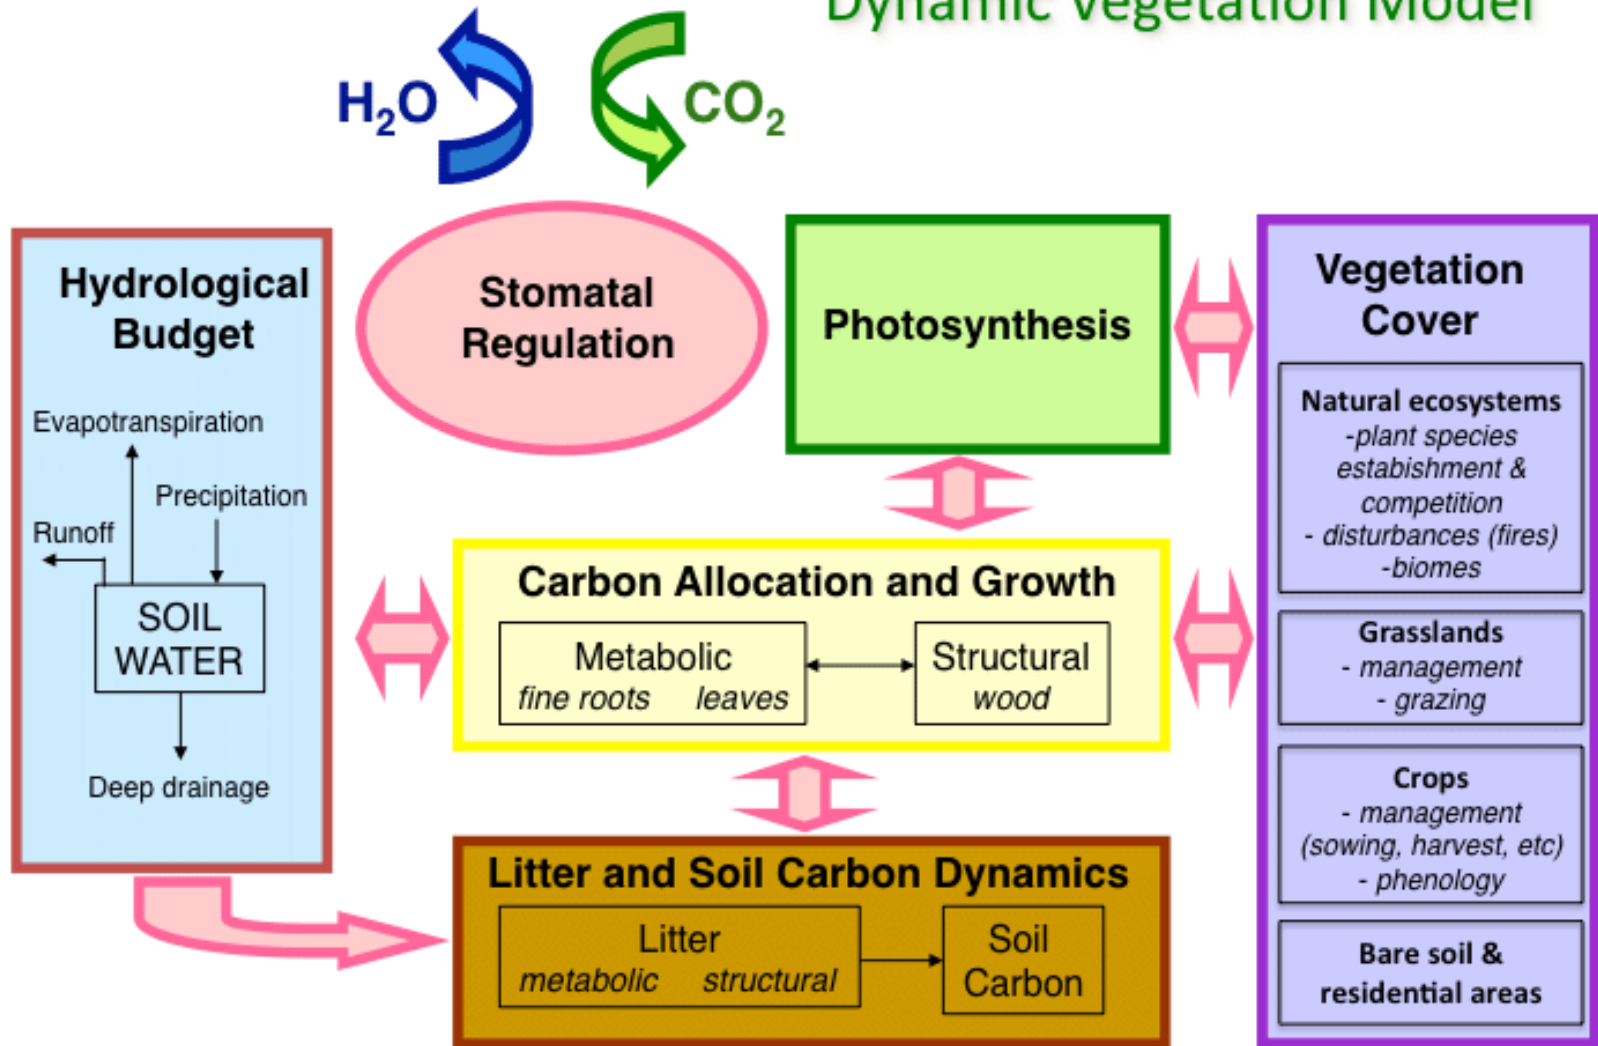 Dynamic Vegetation Model
H₂O
CO₂
Hydrological
Budget
Evapotranspiration
Precipitation
Runoff
SOIL
WATER
Deep drainage
Stomatal
Regulation
Photosynthesis
Carbon Allocation and Growth
Metabolic
fine roots leaves
Structural
wood
Litter and Soil Carbon Dynamics
Litter
metabolic structural
Soil
Carbon
Vegetation
Cover
Natural ecosystems
-plant species
estabishment &
competition
- disturbances (fires)
-biomes
Grasslands
- management
- grazing
Crops
- management
(sowing, harvest, etc)
- phenology
Bare soil &
residential areas